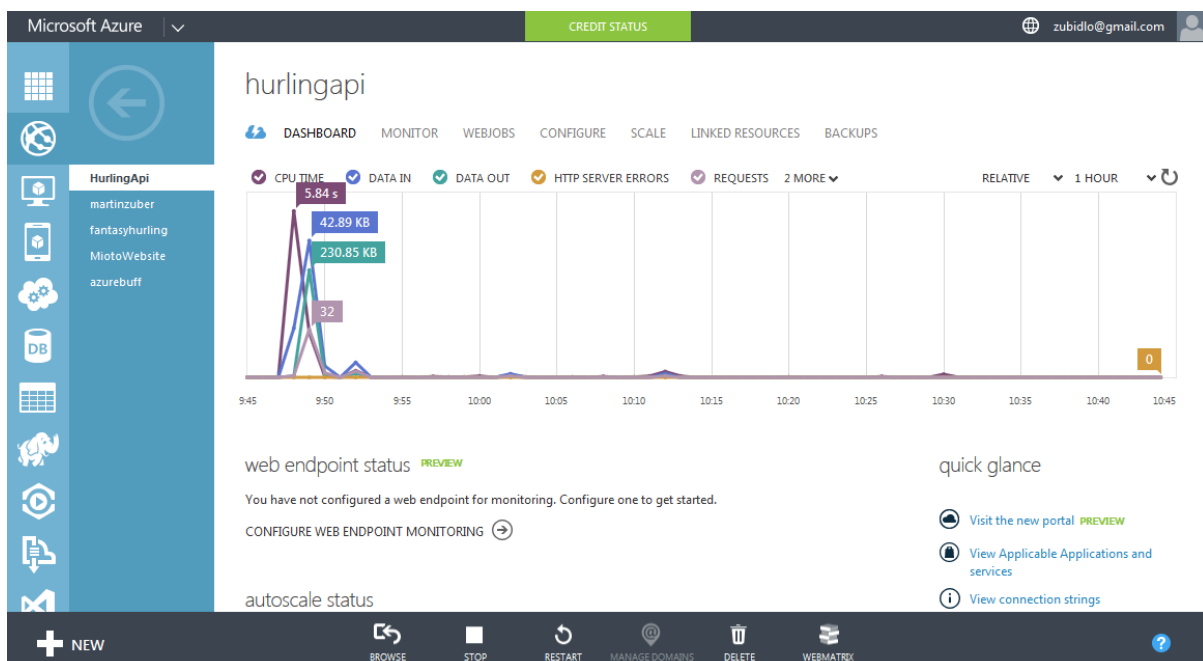 Microsoft Azure
CREDIT STATUS
zubidlo@gmail.com
HurlingApi
martinzuber
fantasyhurling
MiotoWebsite
azurebuff
DB
hurlingapi
DASHBOARD MONITOR WEBJOBS CONFIGURE SCALE LINKED RESOURCES BACKUPS
CPU TIME DATA IN DATA OUT HTTP SERVER ERRORS REQUESTS 2 MORE RELATIVE 1 HOUR
5.84 s
42.89 KB
230.85 KB
32
0
9:45 9:50 9:55 10:00 10:05 10:10 10:15 10:20 10:25 10:30 10:35 10:40 10:45
web endpoint status PREVIEW
You have not configured a web endpoint for monitoring. Configure one to get started.
CONFIGURE WEB ENDPOINT MONITORING
autoscale status
quick glance
Visit the new portal PREVIEW
View Applicable Applications and
services
View connection strings
NEW
BROWSE STOP RESTART MANAGE DOMAINS DELETE WEBMATRIX
?